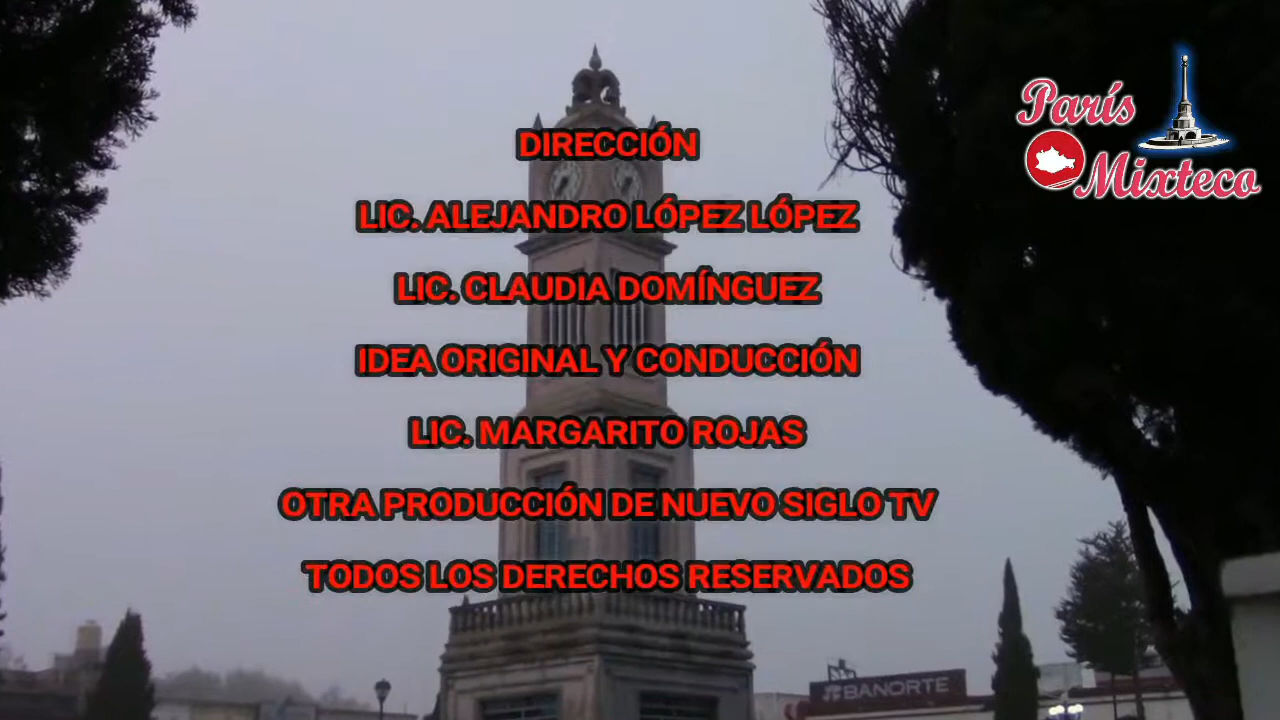 DIRECCIÓN
LIC. ALEJANDRO LÓPEZ LÓPEZ
LIC. CLAUDIA DOMÍNGUEZ
IDEA ORIGINAL Y CONDUCCIÓN
LIC. MARGARITO ROJAS
OTRA PRODUCCIÓN DE NUEVO SIGLO TV
TODOS LOS DERECHOS RESERVADOS
París
Mixteco
BANORTE